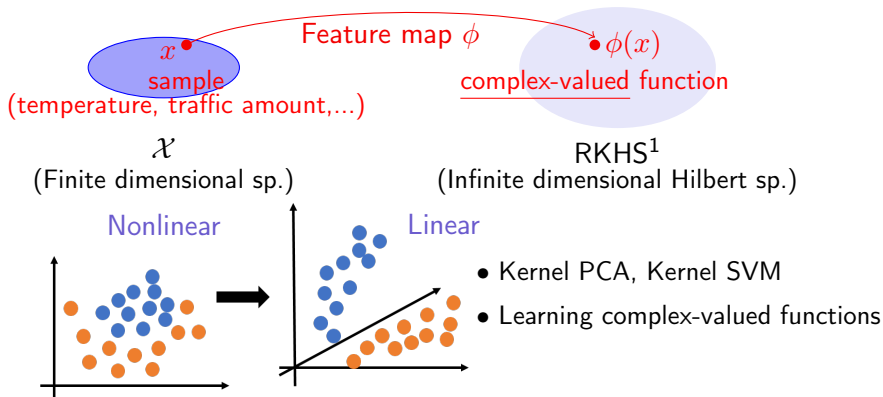 Feature map ϕ
x
ϕ(x)
sample
complex-valued function
(temperature, traffic amount,...)
𝒳
RKHS¹
(Finite dimensional sp.)
(Infinite dimensional Hilbert sp.)
Nonlinear
Linear
• Kernel PCA, Kernel SVM
• Learning complex-valued functions